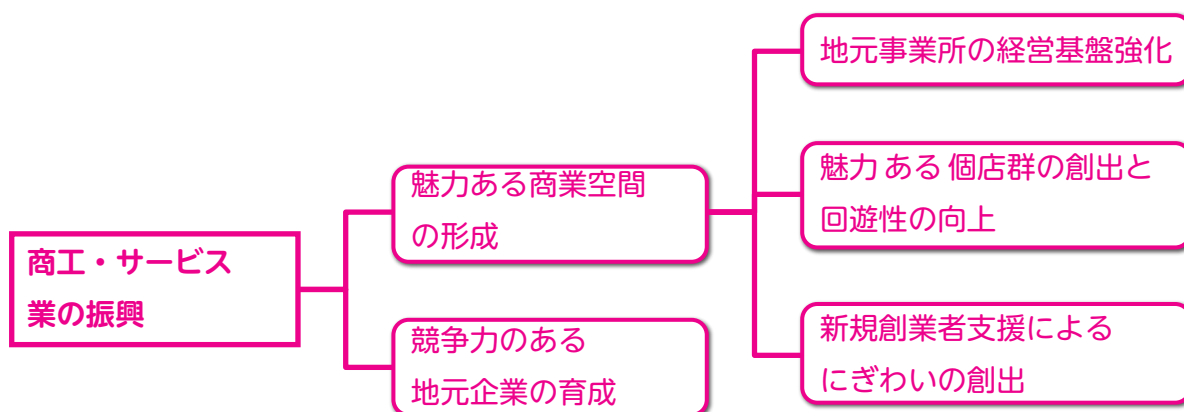 商工・サービス
業の振興
魅力ある商業空間
の形成
競争力のある
地元企業の育成
地元事業所の経営基盤強化
魅力ある個店群の創出と
回遊性の向上
新規創業者支援による
にぎわいの創出